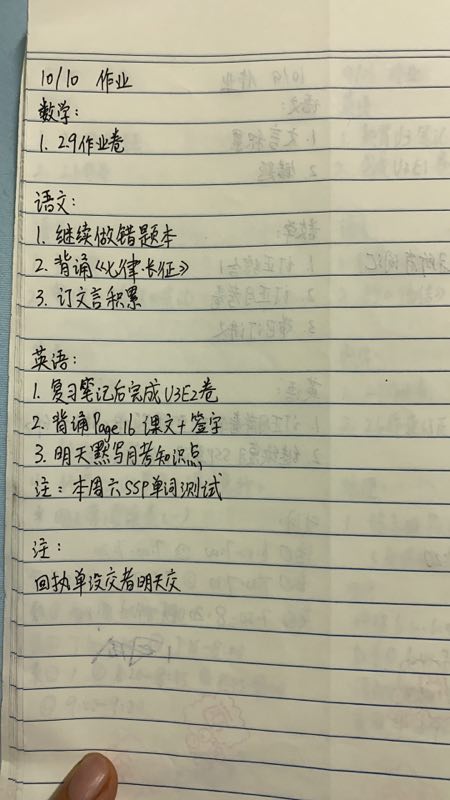 10/10 作业
数学：
1. 2.9作业卷
语文：
1. 继续做错题本
2. 背诵《七律·长征》
3. 订文言积累
英语：
1. 复习笔记后完成U3E2卷
2. 背诵Page 16 课文+签字
3. 明天默写月考知识点
注：本周六SSP单词测试
注：
回执单没交者明天交